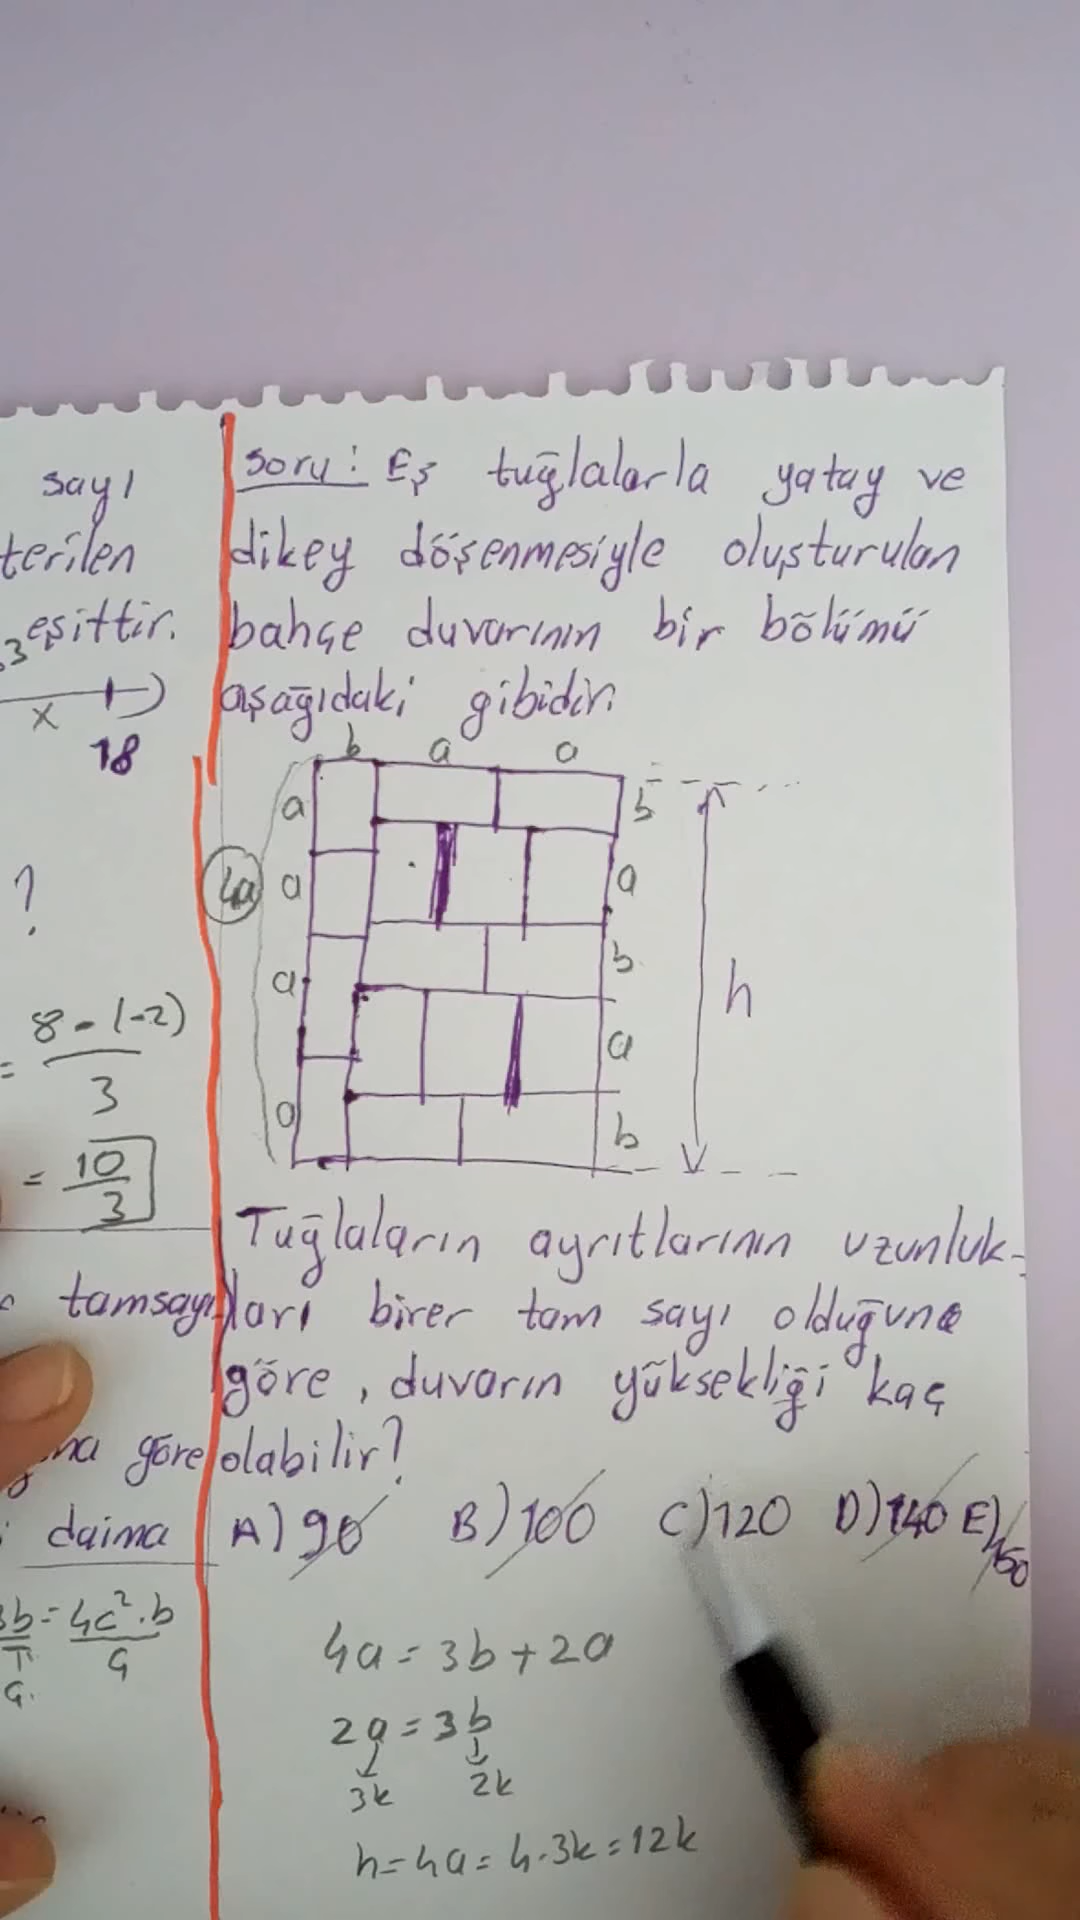 sayı
terilen
eşittir.
x
18
?
8-(-2)
3
= 10
3
tamsayı
göre
daima
3b = 4c².b
Soru: Eş tuğlalarla yatay ve
dikey döşenmesiyle oluşturulan
bahçe duvarının bir bölümü
aşağıdaki gibidir.
b a a
a b
4a a a
b
a h
a
a b
Tuğlaların ayrıtlarının uzunluk-
ları birer tam sayı olduğuna
göre, duvarın yüksekliği kaç
olabilir?
A) 90 B) 100 C) 120 D) 140 E)
4a = 3b + 2a
2a = 3b
3k 2k
h = 4a = 4.3k = 12k